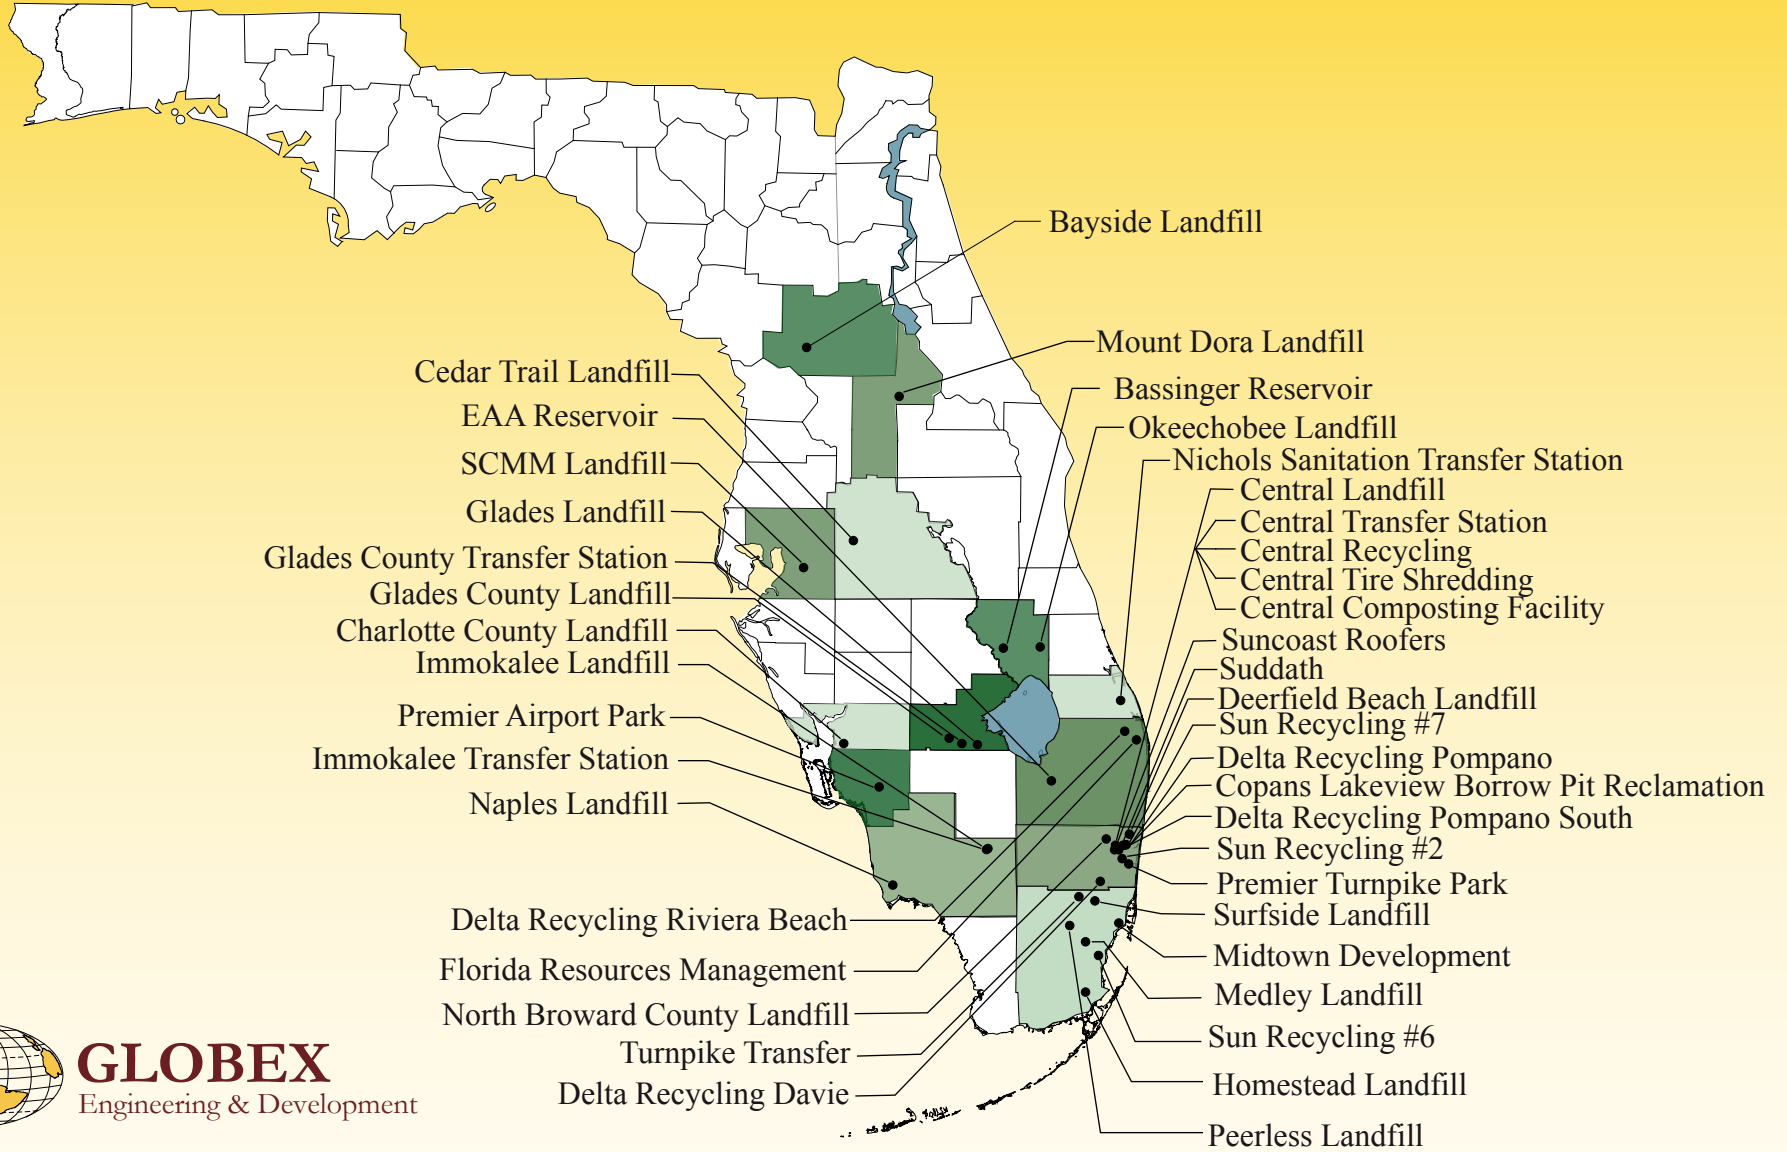 Bayside Landfill
Mount Dora Landfill
Bassinger Reservoir
Okeechobee Landfill
Nichols Sanitation Transfer Station
Central Landfill
Central Transfer Station
Central Recycling
Central Tire Shredding
Central Composting Facility
Suncoast Roofers
Suddath
Deerfield Beach Landfill
Sun Recycling #7
Delta Recycling Pompano
Copans Lakeview Borrow Pit Reclamation
Delta Recycling Pompano South
Sun Recycling #2
Premier Turnpike Park
Surfside Landfill
Midtown Development
Medley Landfill
Sun Recycling #6
Homestead Landfill
Peerless Landfill
Cedar Trail Landfill
EAA Reservoir
SCMM Landfill
Glades Landfill
Glades County Transfer Station
Glades County Landfill
Charlotte County Landfill
Immokalee Landfill
Premier Airport Park
Immokalee Transfer Station
Naples Landfill
Delta Recycling Riviera Beach
Florida Resources Management
North Broward County Landfill
Turnpike Transfer
Delta Recycling Davie
GLOBEX
Engineering & Development